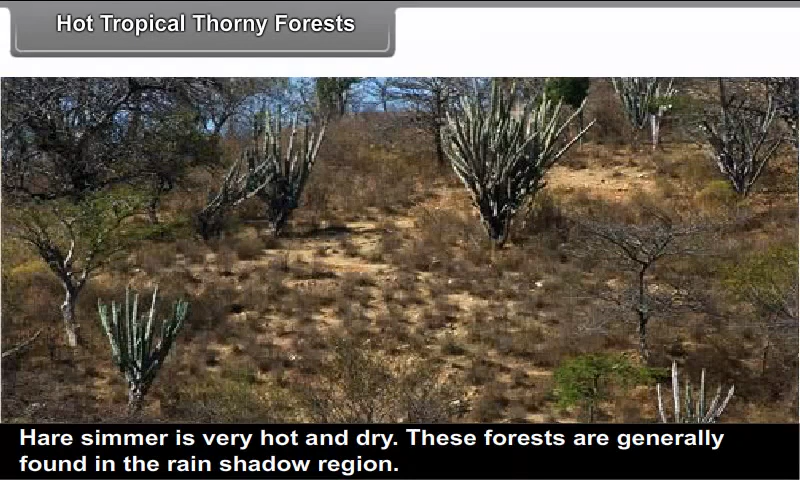 Hot Tropical Thorny Forests
Hare simmer is very hot and dry. These forests are generally
found in the rain shadow region.